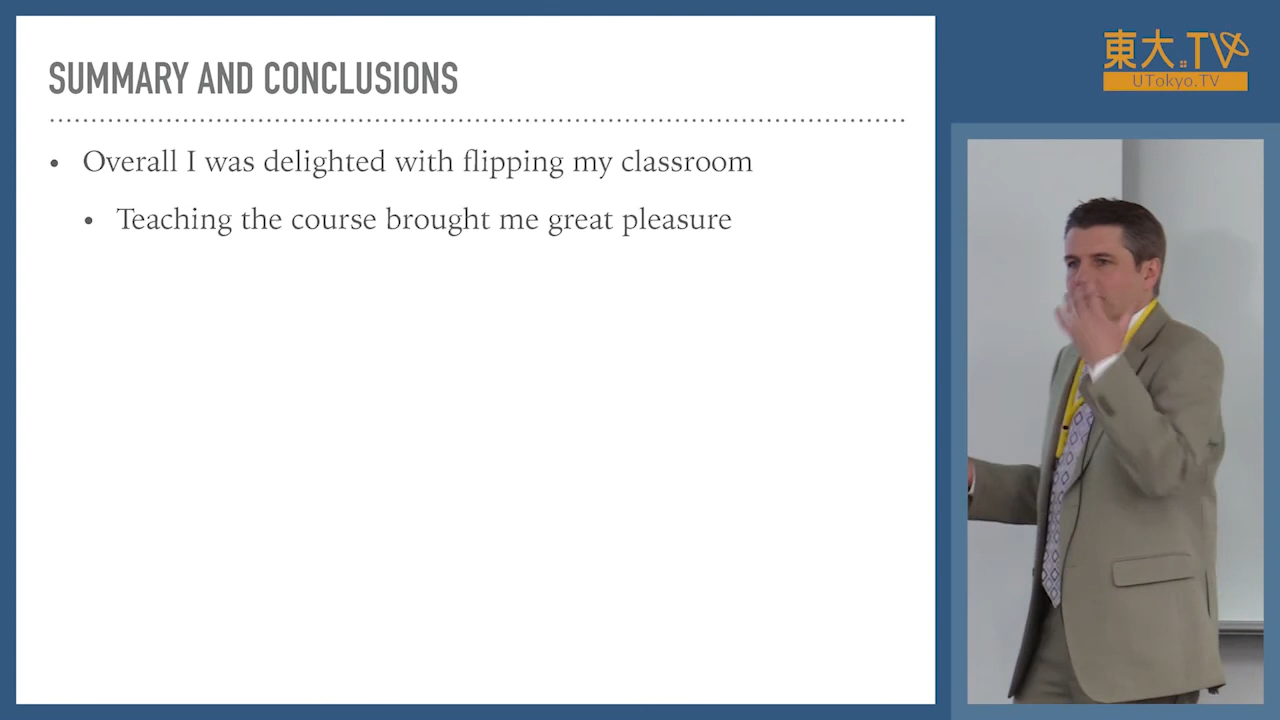 SUMMARY AND CONCLUSIONS
• Overall I was delighted with flipping my classroom
• Teaching the course brought me great pleasure
東大.TV
UTokyo.TV